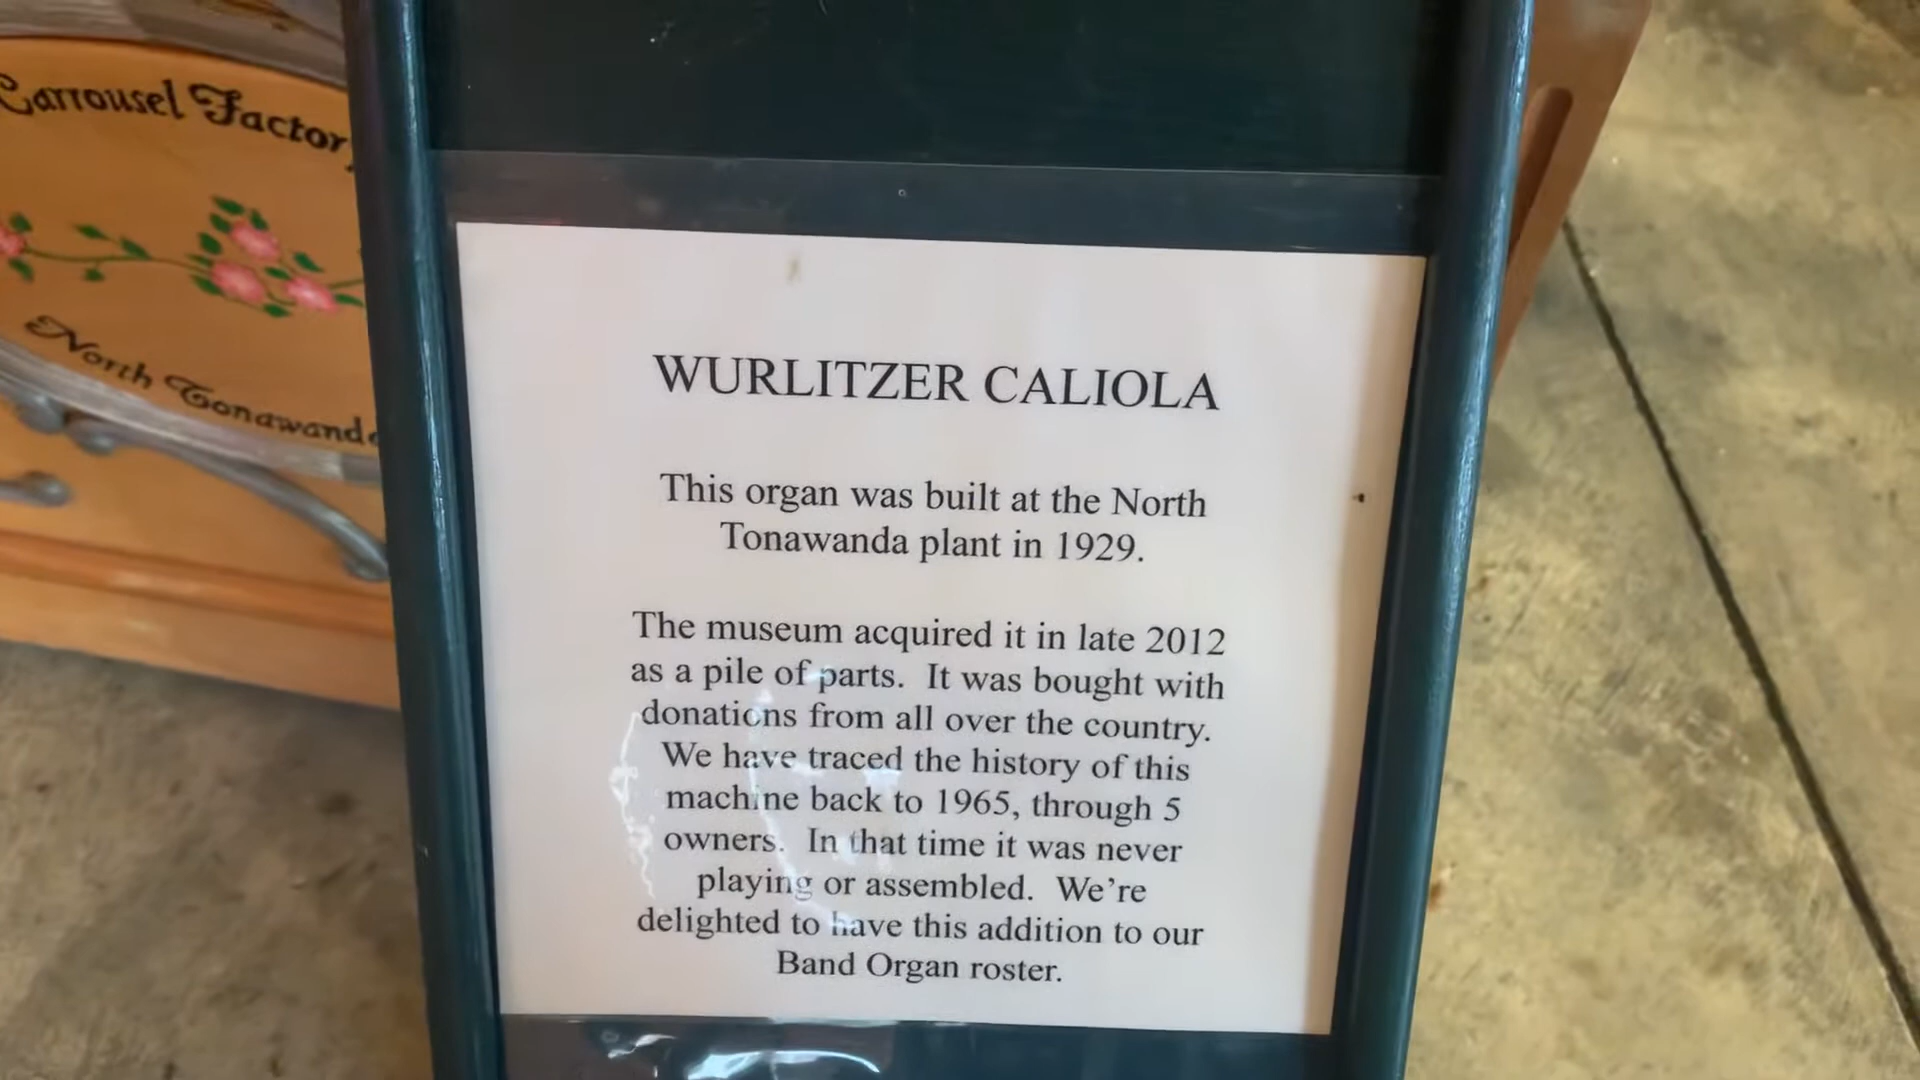 Carrousel Factory
North Tonawanda
WURLITZER CALIOLA
This organ was built at the North
Tonawanda plant in 1929.
The museum acquired it in late 2012
as a pile of parts. It was bought with
donations from all over the country.
We have traced the history of this
machine back to 1965, through 5
owners. In that time it was never
playing or assembled. We’re
delighted to have this addition to our
Band Organ roster.